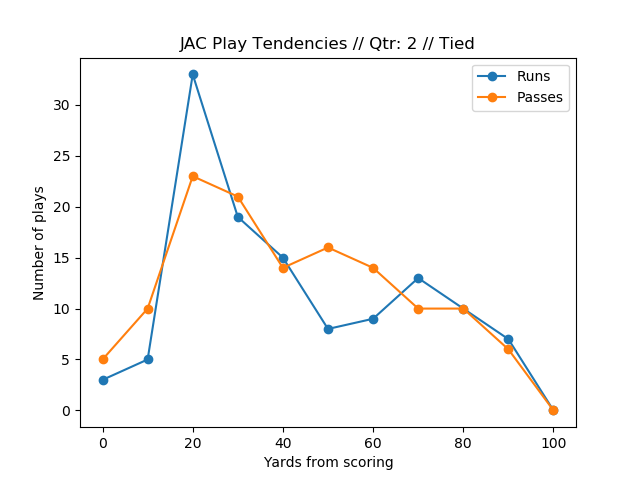 JAC Play Tendencies // Qtr: 2 // Tied
Runs
Passes
Number of plays
30
25
20
15
10
5
0
0 20 40 60 80 100
Yards from scoring